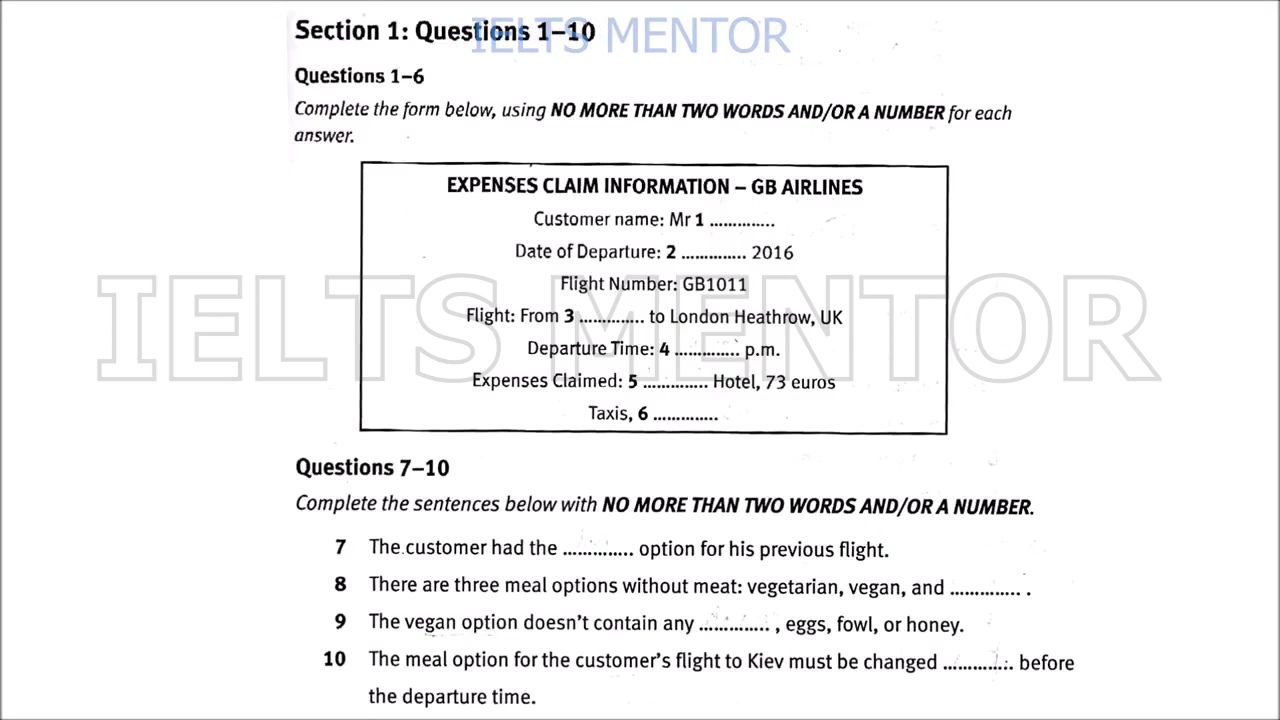 Section 1: Questions 1–10
IELTS MENTOR
Questions 1–6
Complete the form below, using NO MORE THAN TWO WORDS AND/OR A NUMBER for each
answer.
EXPENSES CLAIM INFORMATION – GB AIRLINES
Customer name: Mr 1 ..............
Date of Departure: 2 .............. 2016
Flight Number: GB1011
Flight: From 3 .............. to London Heathrow, UK
IELTS MENTOR
Departure Time: 4 .............. p.m.
Expenses Claimed: 5 .............. Hotel, 73 euros
Taxis, 6 ..............
Questions 7–10
Complete the sentences below with NO MORE THAN TWO WORDS AND/OR A NUMBER.
7 The customer had the .............. option for his previous flight.
8 There are three meal options without meat: vegetarian, vegan, and .............. .
9 The vegan option doesn't contain any .............. , eggs, fowl, or honey.
10 The meal option for the customer's flight to Kiev must be changed .............. before
the departure time.